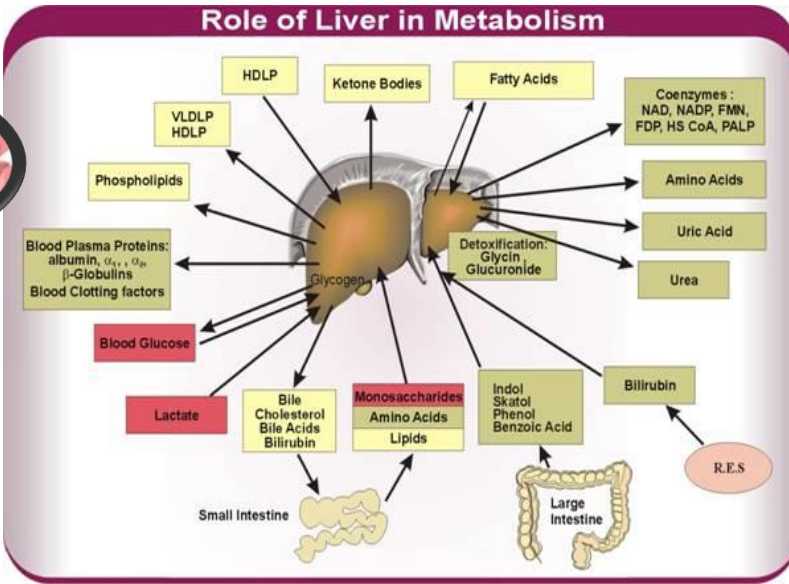 Role of Liver in Metabolism
HDLP
Ketone Bodies
Fatty Acids
Coenzymes :
NAD, NADP, FMN,
FDP, HS CoA, PALP
VLDLP
HDLP
Phospholipids
Amino Acids
Blood Plasma Proteins:
albumin, α₁, , α₂,
β-Globulins
Blood Clotting factors
Uric Acid
Detoxification:
Glycin ,
Glucuronide
Urea
Glycogen
Blood Glucose
Lactate
Bile
Cholesterol
Bile Acids
Bilirubin
Monosaccharides
Amino Acids
Lipids
Indol
Skatol
Phenol
Benzoic Acid
Bilirubin
R.E.S
Small Intestine
Large
Intestine